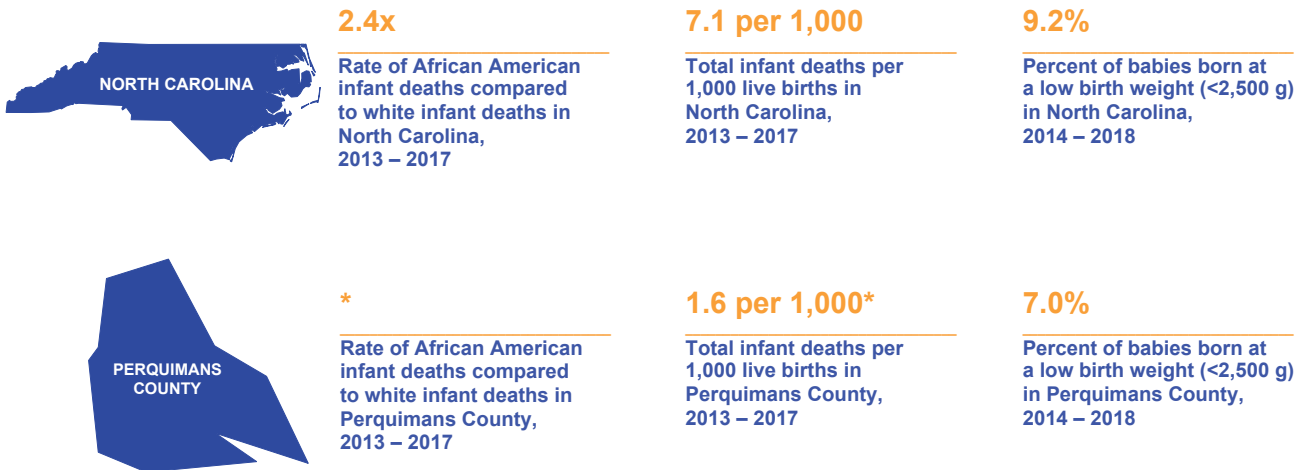 NORTH CAROLINA
2.4x
Rate of African American
infant deaths compared
to white infant deaths in
North Carolina,
2013 – 2017
7.1 per 1,000
Total infant deaths per
1,000 live births in
North Carolina,
2013 – 2017
9.2%
Percent of babies born at
a low birth weight (<2,500 g)
in North Carolina,
2014 – 2018
PERQUIMANS
COUNTY
*
Rate of African American
infant deaths compared
to white infant deaths in
Perquimans County,
2013 – 2017
1.6 per 1,000*
Total infant deaths per
1,000 live births in
Perquimans County,
2013 – 2017
7.0%
Percent of babies born at
a low birth weight (<2,500 g)
in Perquimans County,
2014 – 2018